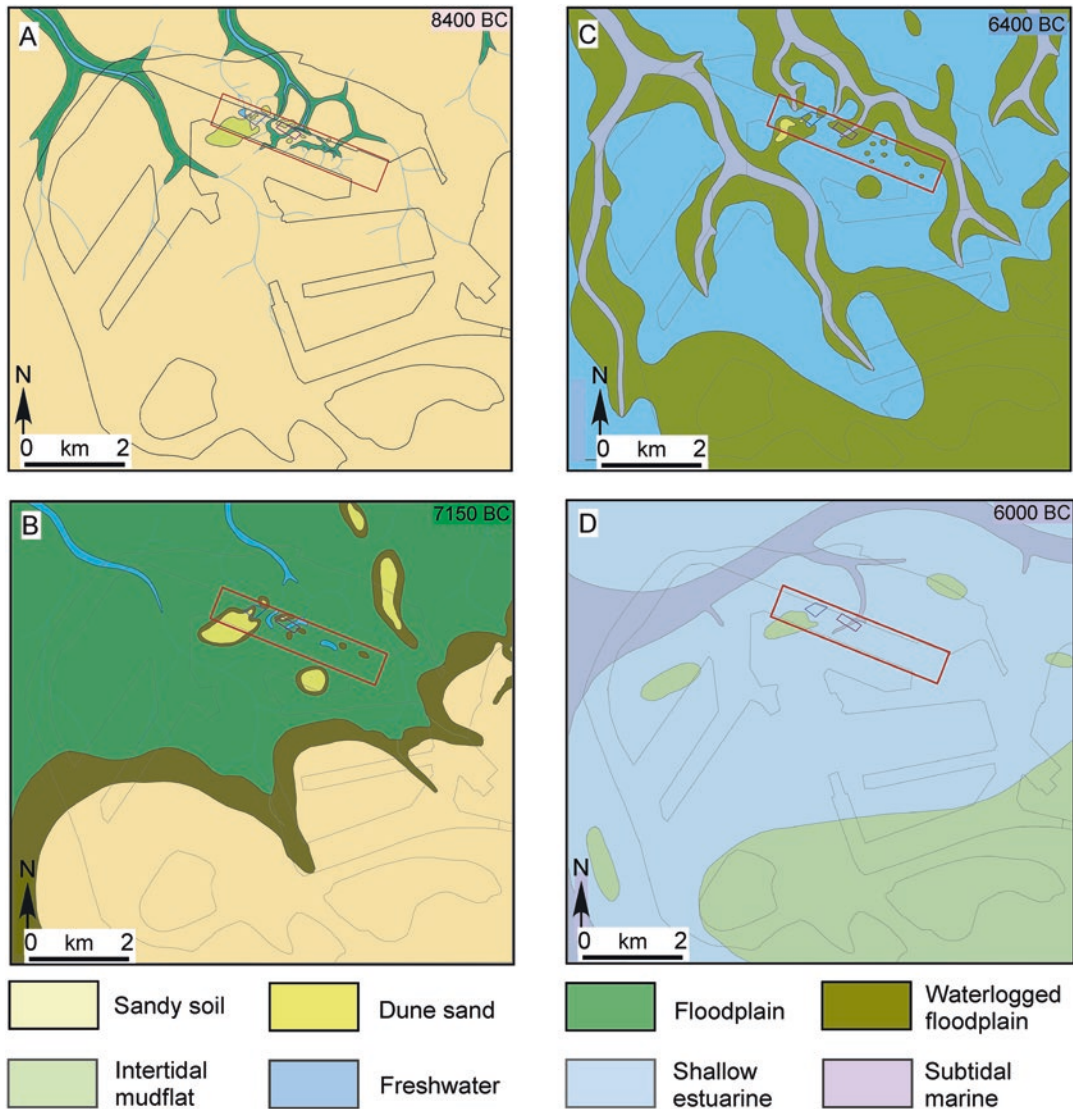 A
8400 BC
N
0 km 2
C
6400 BC
N
0 km 2
B
7150 BC
N
0 km 2
D
6000 BC
N
0 km 2
Sandy soil
Dune sand
Floodplain
Waterlogged
floodplain
Intertidal
mudflat
Freshwater
Shallow
estuarine
Subtidal
marine